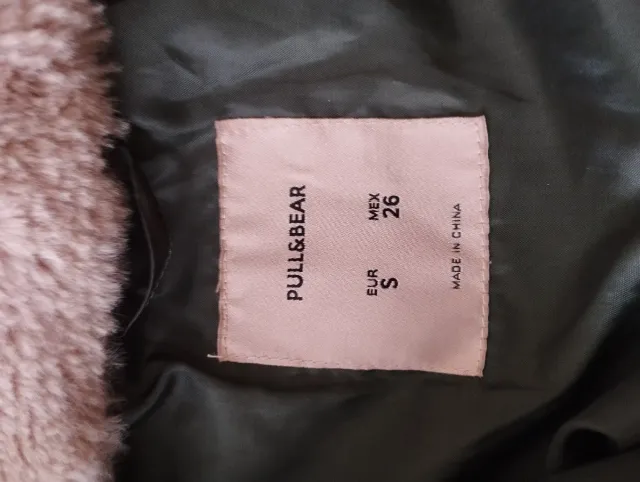 PULL&BEAR
EUR MEX
S 26
MADE IN CHINA